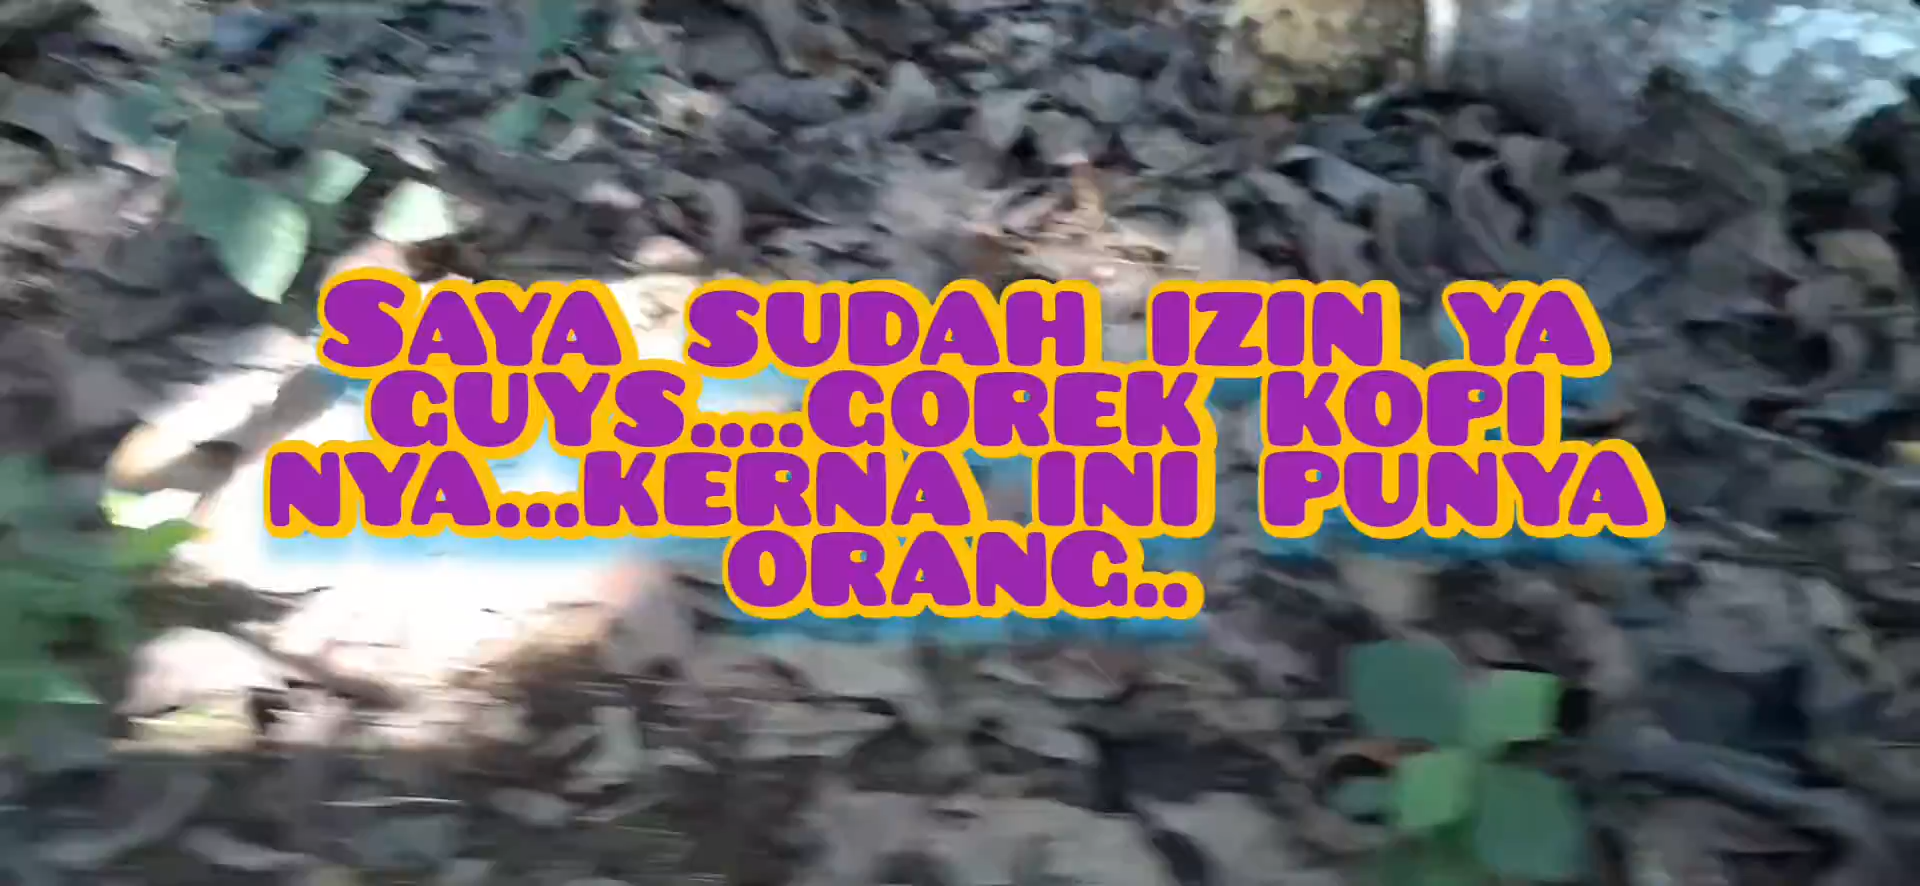 Saya sudah izin ya
guys....gorek kopi
nya...kerna ini punya
orang..